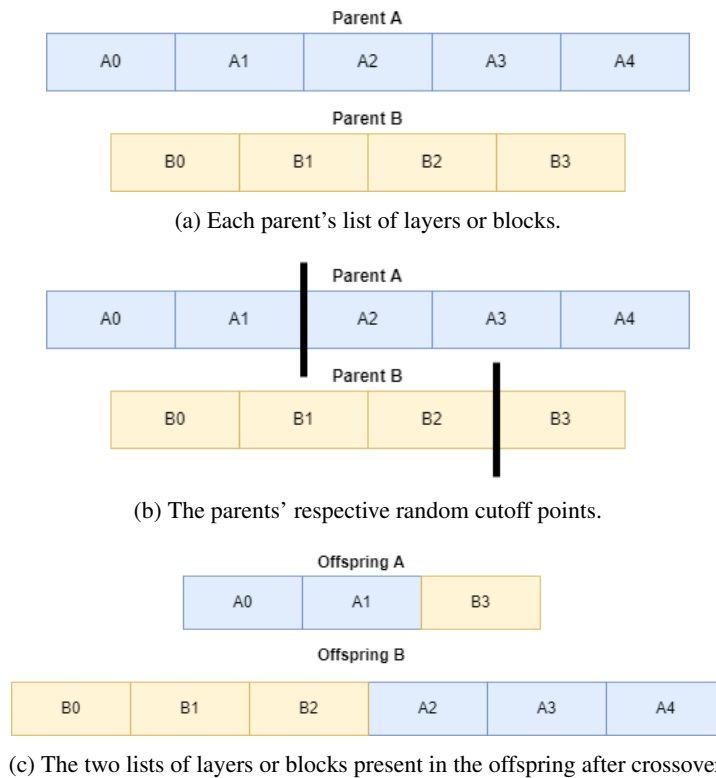 Parent A
A0 A1 A2 A3 A4
Parent B
B0 B1 B2 B3
(a) Each parent's list of layers or blocks.
Parent A
A0 A1 A2 A3 A4
Parent B
B0 B1 B2 B3
(b) The parents' respective random cutoff points.
Offspring A
A0 A1 B3
Offspring B
B0 B1 B2 A2 A3 A4
(c) The two lists of layers or blocks present in the offspring after crossove